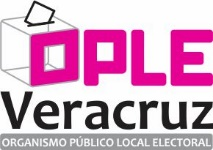 OPLE
Veracruz
ORGANISMO PÚBLICO LOCAL ELECTORAL